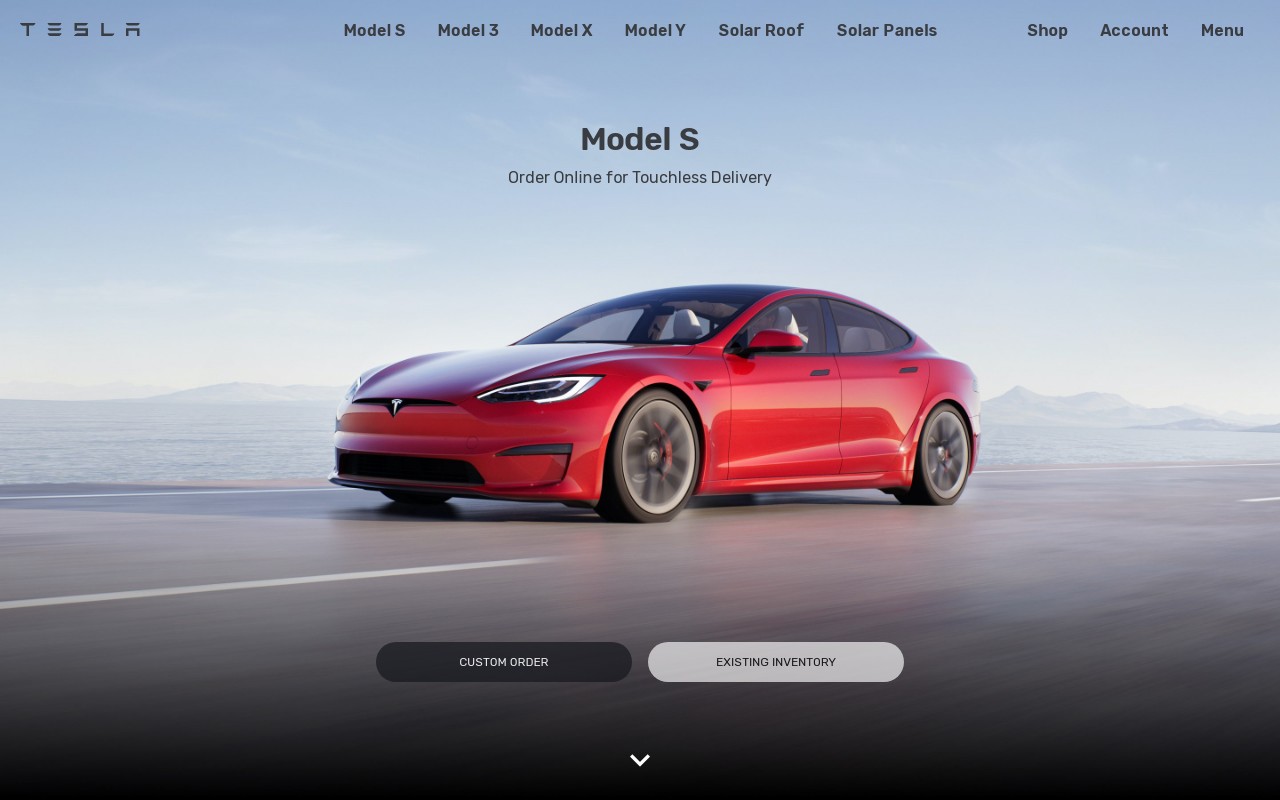 TESLA Model S Model 3 Model X Model Y Solar Roof Solar Panels Shop Account Menu
Model S
Order Online for Touchless Delivery
CUSTOM ORDER EXISTING INVENTORY